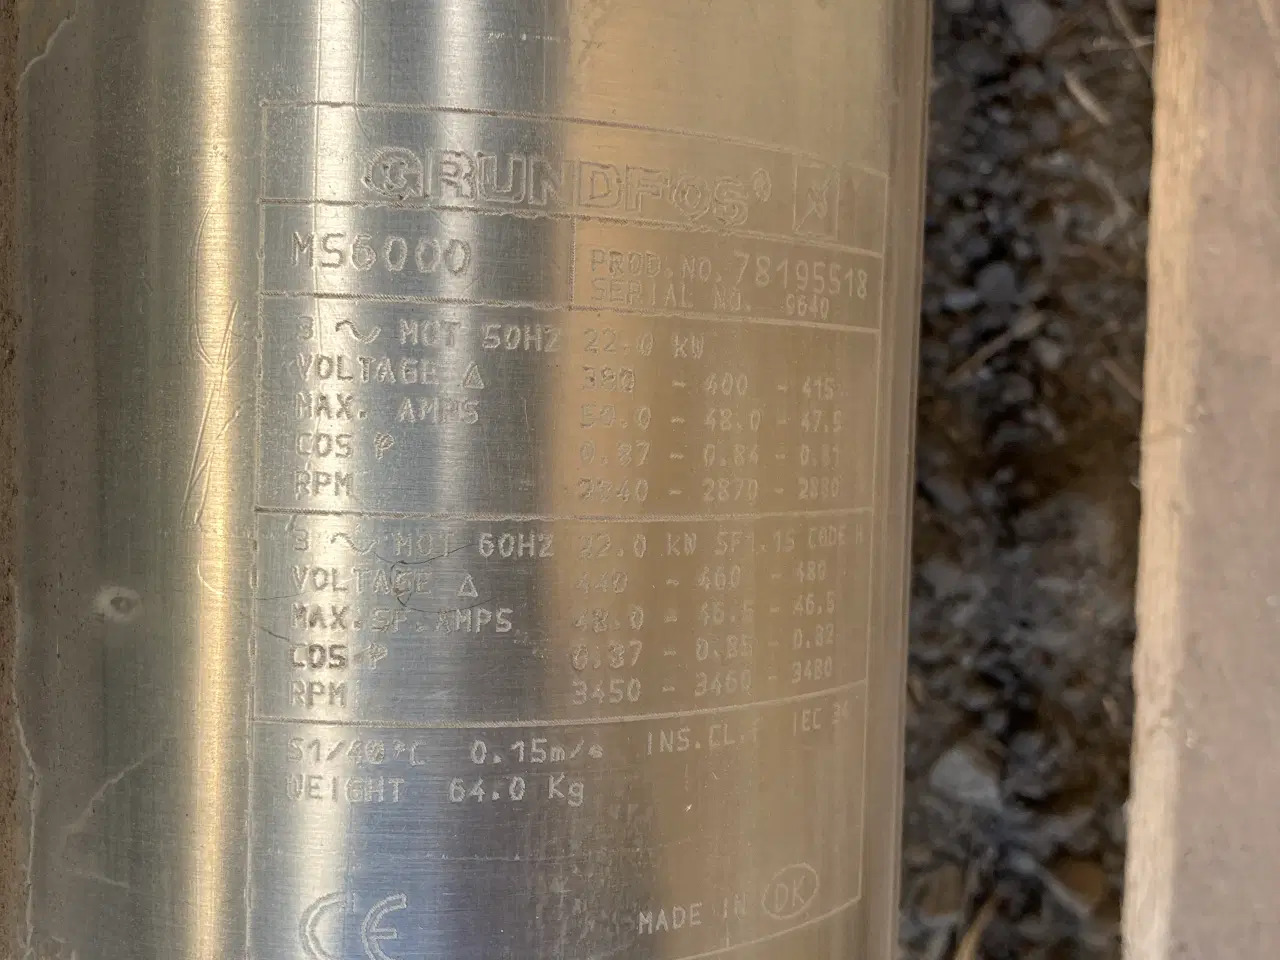 GRUNDFOS
MS6000
PROD.NO. 78195518
SERIAL NO. 9640
3 ~ MOT 50HZ 22.0 kW
VOLTAGE Δ 380 - 400 - 415
MAX. AMPS 50.0 - 48.0 - 47.5
COS φ 0.87 - 0.84 - 0.81
RPM - 2870 - 2880
3 ~ MOT 60HZ 22.0 kW SF1.15 CODE H
VOLTAGE Δ 440 - 460 - 480
MAX.SF.AMPS 48.0 - 46.5 - 46.5
COS φ 0.87 - 0.85 - 0.82
RPM 3450 - 3460 - 3480
S1/40°C 0.15m/s INS.CL.F IEC 34
WEIGHT 64.0 Kg
CE
MADE IN DK